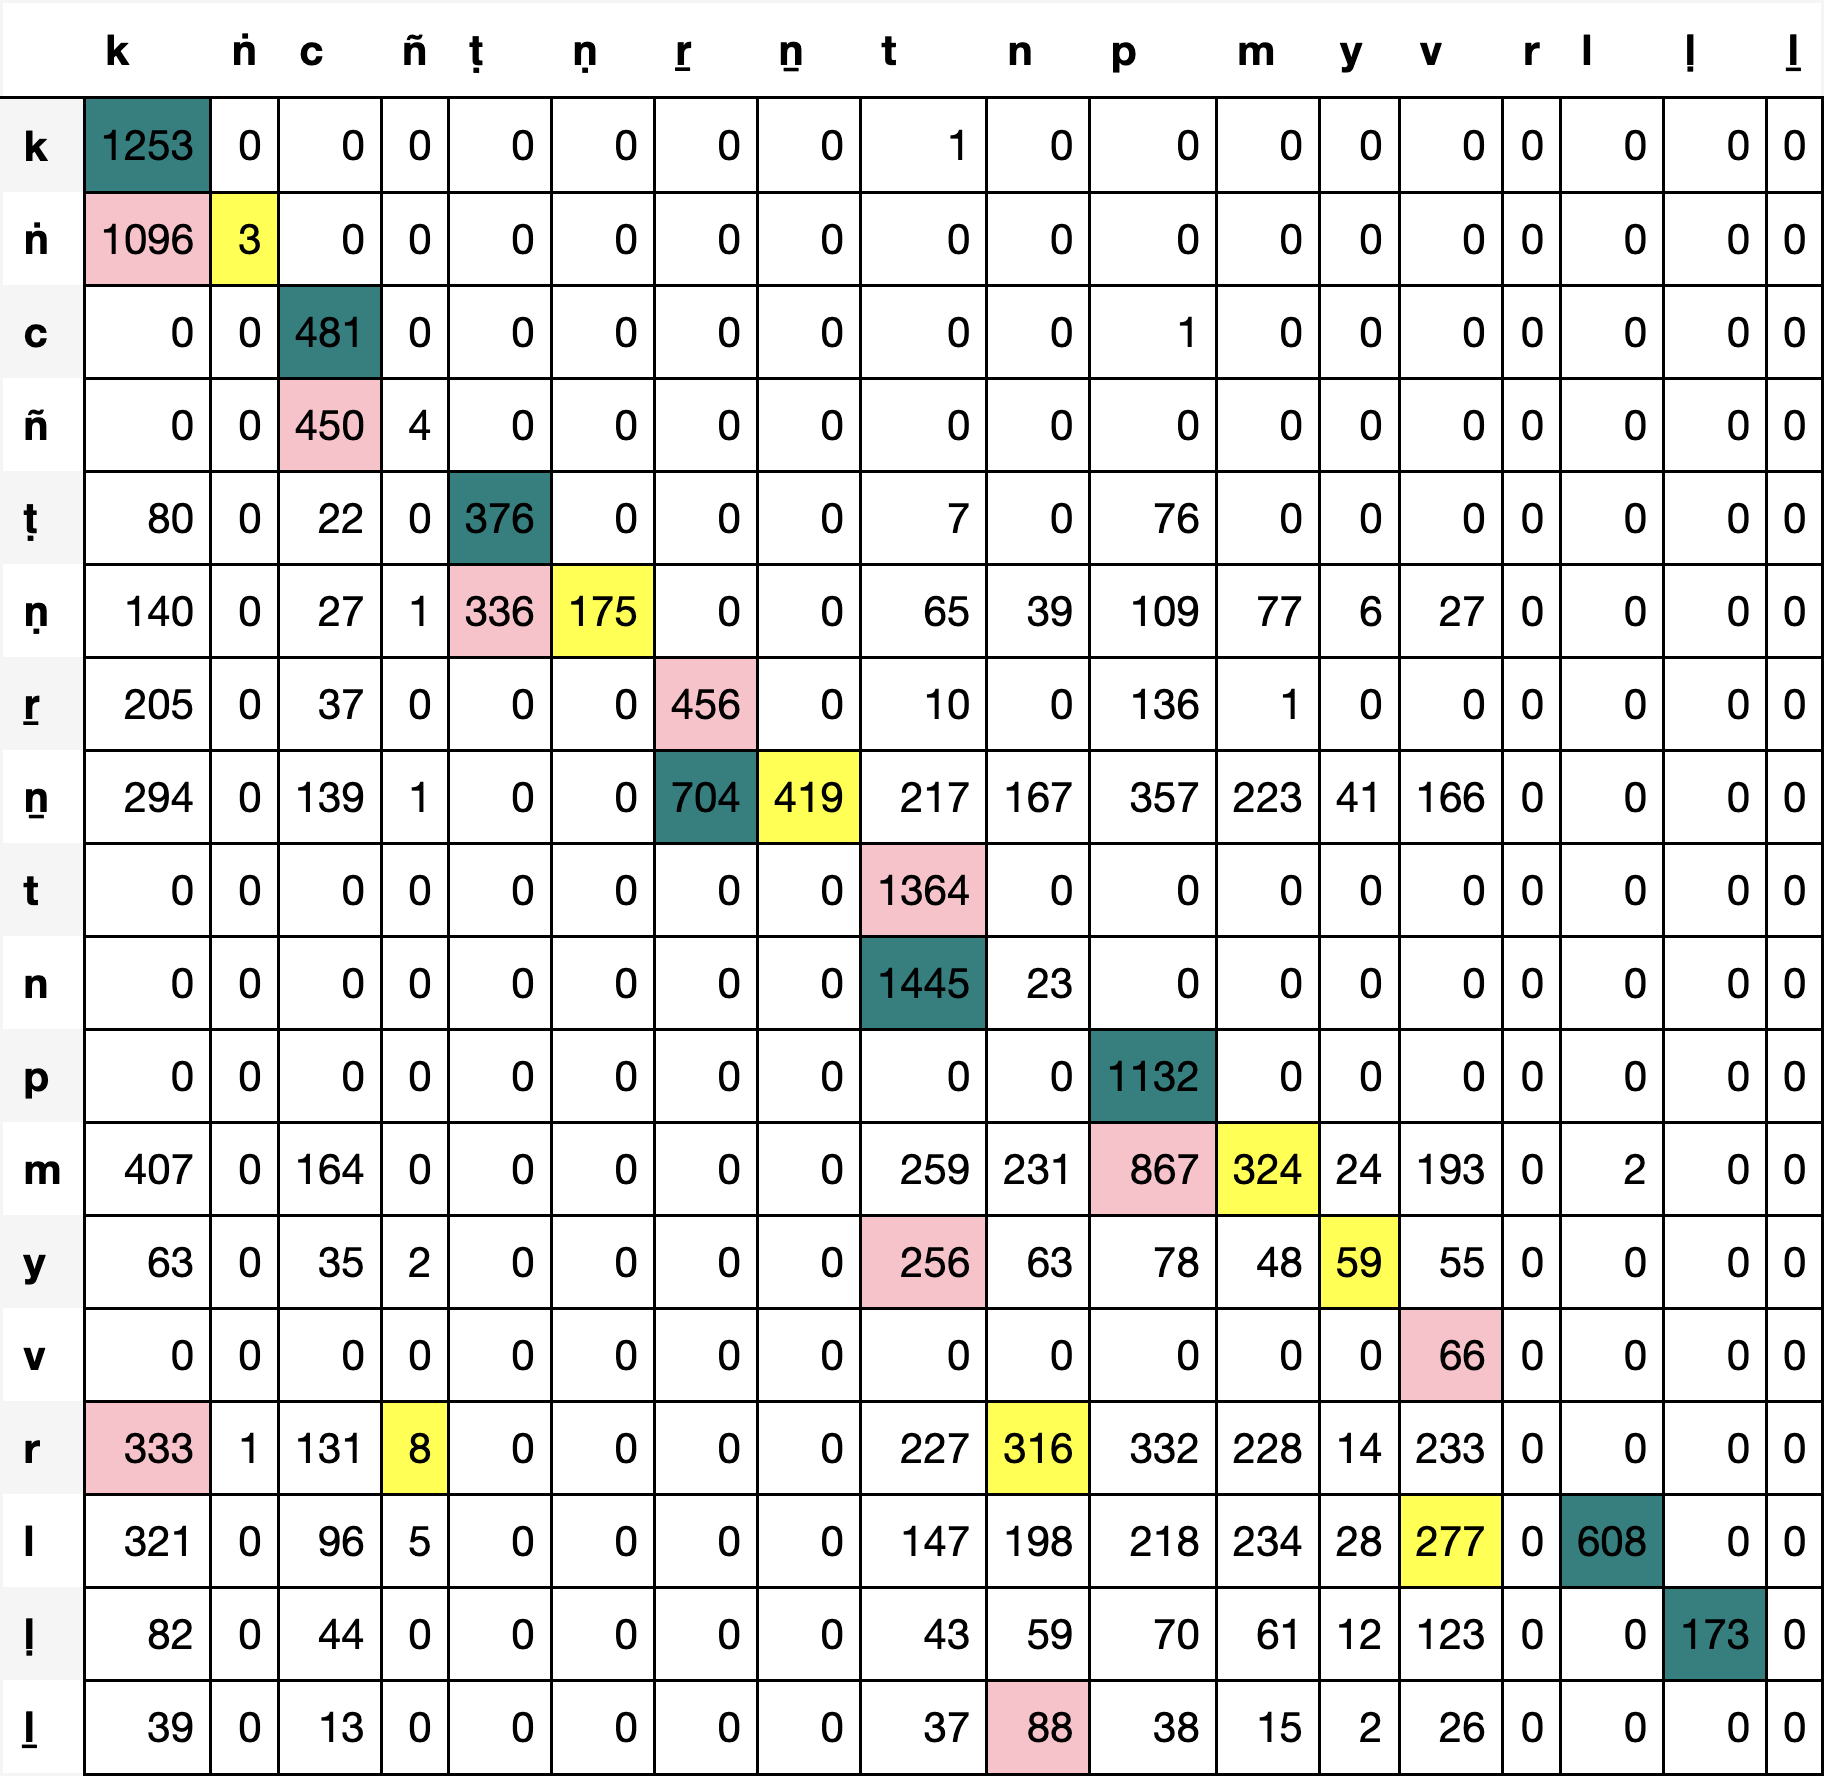 k ṅ c ñ ṭ ṇ ṟ ṉ t n p m y v r l ḷ ḻ
k 1253 0 0 0 0 0 0 0 1 0 0 0 0 0 0 0 0 0
ṅ 1096 3 0 0 0 0 0 0 0 0 0 0 0 0 0 0 0 0
c 0 0 481 0 0 0 0 0 0 0 1 0 0 0 0 0 0 0
ñ 0 0 450 4 0 0 0 0 0 0 0 0 0 0 0 0 0 0
ṭ 80 0 22 0 376 0 0 0 7 0 76 0 0 0 0 0 0 0
ṇ 140 0 27 1 336 175 0 0 65 39 109 77 6 27 0 0 0 0
ṟ 205 0 37 0 0 0 456 0 10 0 136 1 0 0 0 0 0 0
ṉ 294 0 139 1 0 0 704 419 217 167 357 223 41 166 0 0 0 0
t 0 0 0 0 0 0 0 0 1364 0 0 0 0 0 0 0 0 0
n 0 0 0 0 0 0 0 0 1445 23 0 0 0 0 0 0 0 0
p 0 0 0 0 0 0 0 0 0 0 1132 0 0 0 0 0 0 0
m 407 0 164 0 0 0 0 0 259 231 867 324 24 193 0 2 0 0
y 63 0 35 2 0 0 0 0 256 63 78 48 59 55 0 0 0 0
v 0 0 0 0 0 0 0 0 0 0 0 0 0 66 0 0 0 0
r 333 1 131 8 0 0 0 0 227 316 332 228 14 233 0 0 0 0
l 321 0 96 5 0 0 0 0 147 198 218 234 28 277 0 608 0 0
ḷ 82 0 44 0 0 0 0 0 43 59 70 61 12 123 0 0 173 0
ḻ 39 0 13 0 0 0 0 0 37 88 38 15 2 26 0 0 0 0